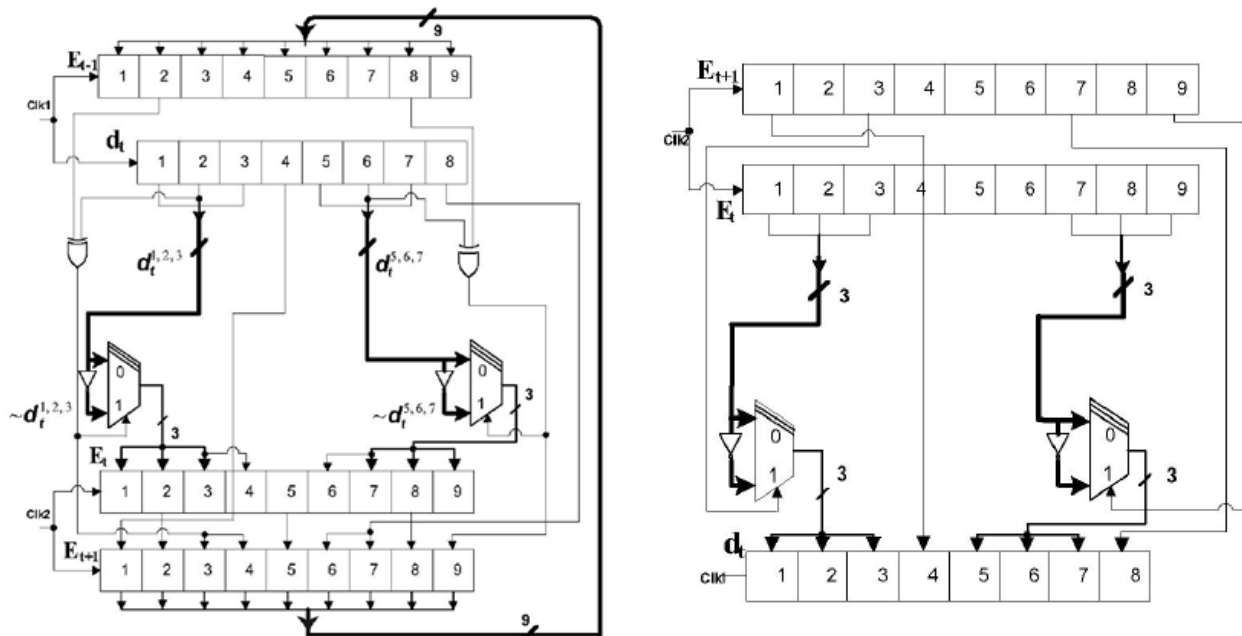 9
E_{t-1}
1 2 3 4 5 6 7 8 9
Clk1
d_t
1 2 3 4 5 6 7 8
d_t^{1,2,3}
d_t^{5,6,7}
0
1
~d_t^{1,2,3}
3
0
1
~d_t^{5,6,7}
3
E_t
1 2 3 4 5 6 7 8 9
Clk2
E_{t+1}
1 2 3 4 5 6 7 8 9
9
E_{t+1}
1 2 3 4 5 6 7 8 9
Clk2
E_t
1 2 3 4 5 6 7 8 9
3
3
0
1
3
0
1
3
d_t
1 2 3 4 5 6 7 8
Clk1